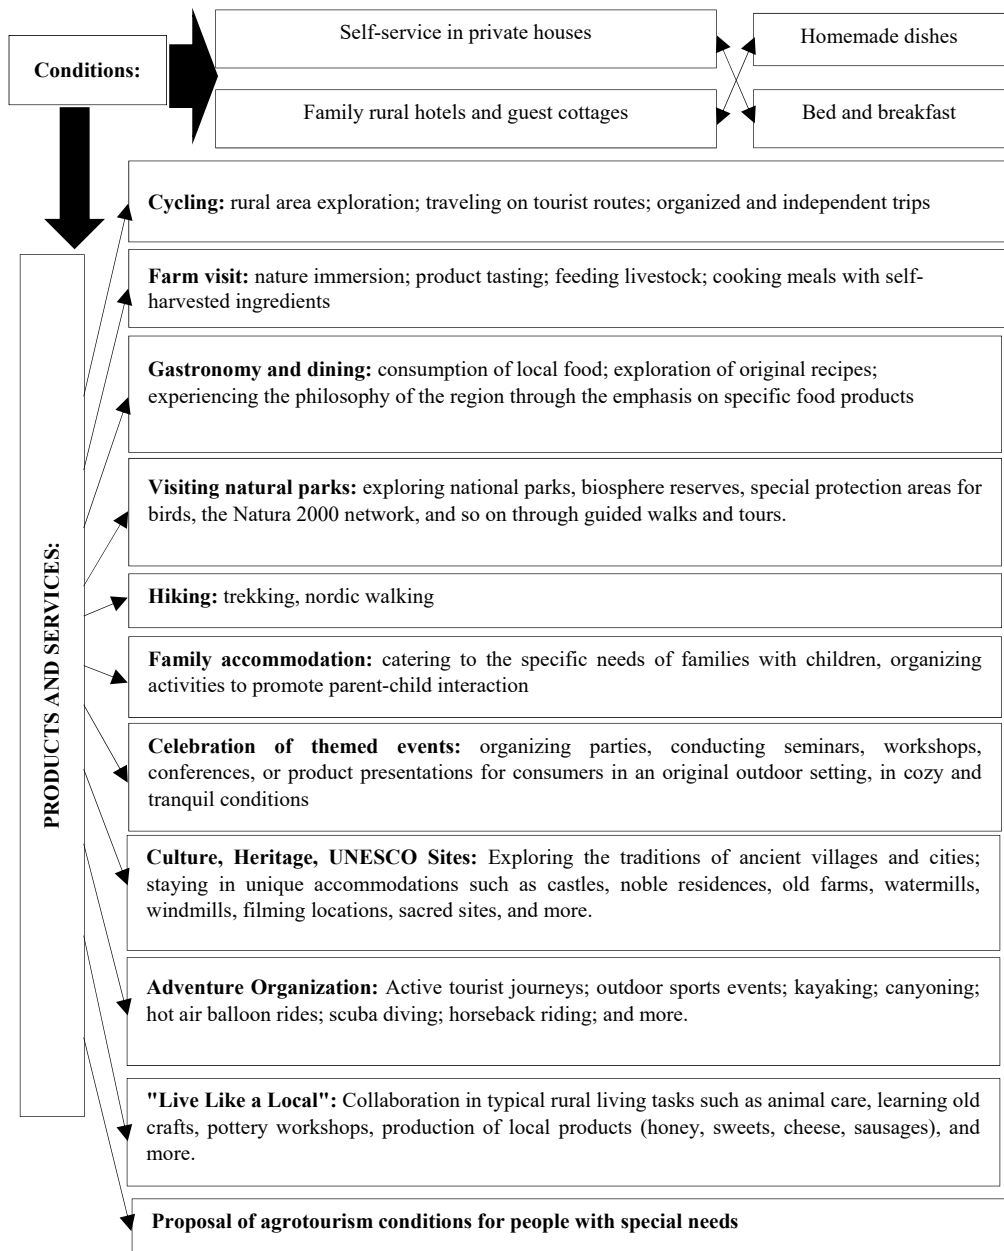 Conditions:
Self-service in private houses
Homemade dishes
Family rural hotels and guest cottages
Bed and breakfast
PRODUCTS AND SERVICES:
Cycling: rural area exploration; traveling on tourist routes; organized and independent trips
Farm visit: nature immersion; product tasting; feeding livestock; cooking meals with self-
harvested ingredients
Gastronomy and dining: consumption of local food; exploration of original recipes;
experiencing the philosophy of the region through the emphasis on specific food products
Visiting natural parks: exploring national parks, biosphere reserves, special protection areas for
birds, the Natura 2000 network, and so on through guided walks and tours.
Hiking: trekking, nordic walking
Family accommodation: catering to the specific needs of families with children, organizing
activities to promote parent-child interaction
Celebration of themed events: organizing parties, conducting seminars, workshops,
conferences, or product presentations for consumers in an original outdoor setting, in cozy and
tranquil conditions
Culture, Heritage, UNESCO Sites: Exploring the traditions of ancient villages and cities;
staying in unique accommodations such as castles, noble residences, old farms, watermills,
windmills, filming locations, sacred sites, and more.
Adventure Organization: Active tourist journeys; outdoor sports events; kayaking; canyoning;
hot air balloon rides; scuba diving; horseback riding; and more.
"Live Like a Local": Collaboration in typical rural living tasks such as animal care, learning old
crafts, pottery workshops, production of local products (honey, sweets, cheese, sausages), and
more.
Proposal of agrotourism conditions for people with special needs